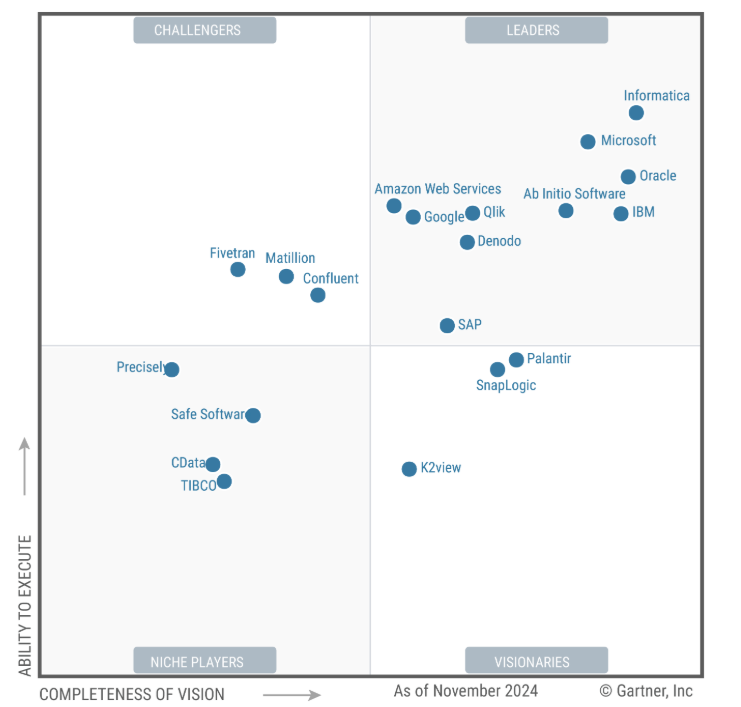 CHALLENGERS
LEADERS
Informatica
Microsoft
Oracle
Amazon Web Services
Ab Initio Software
Google
Qlik
IBM
Denodo
Fivetran
Matillion
Confluent
SAP
Precisely
Palantir
SnapLogic
Safe Softwar
CData
K2view
TIBCO
ABILITY TO EXECUTE
NICHE PLAYERS
VISIONARIES
COMPLETENESS OF VISION
As of November 2024
© Gartner, Inc